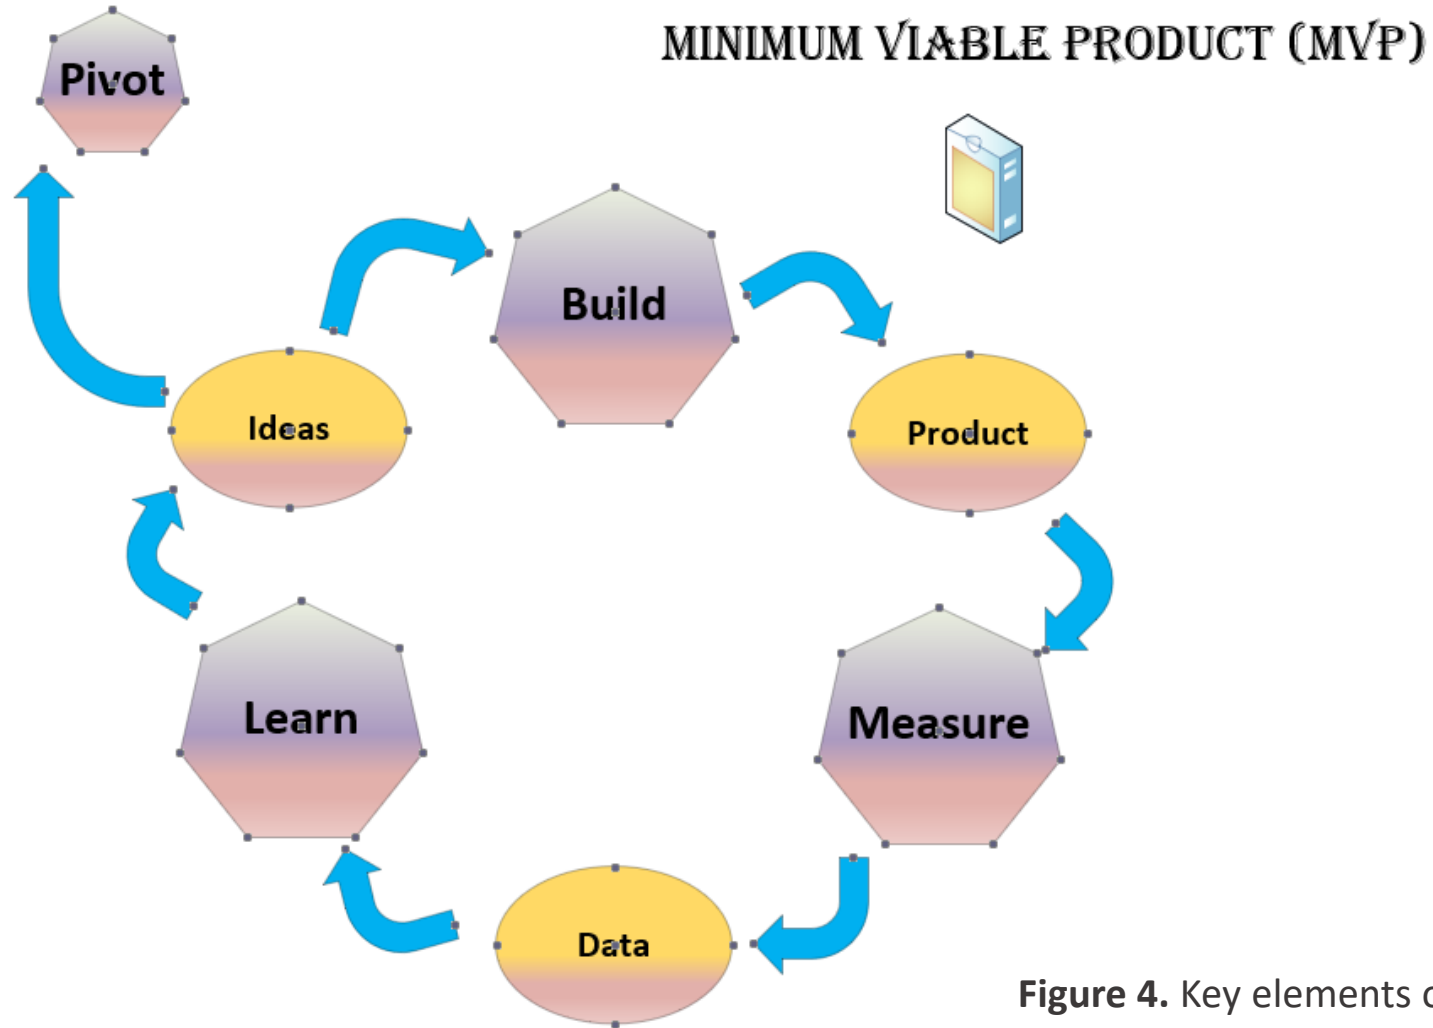 MINIMUM VIABLE PRODUCT (MVP)
Pivot
Build
Ideas
Product
Learn
Measure
Data
Figure 4. Key elements